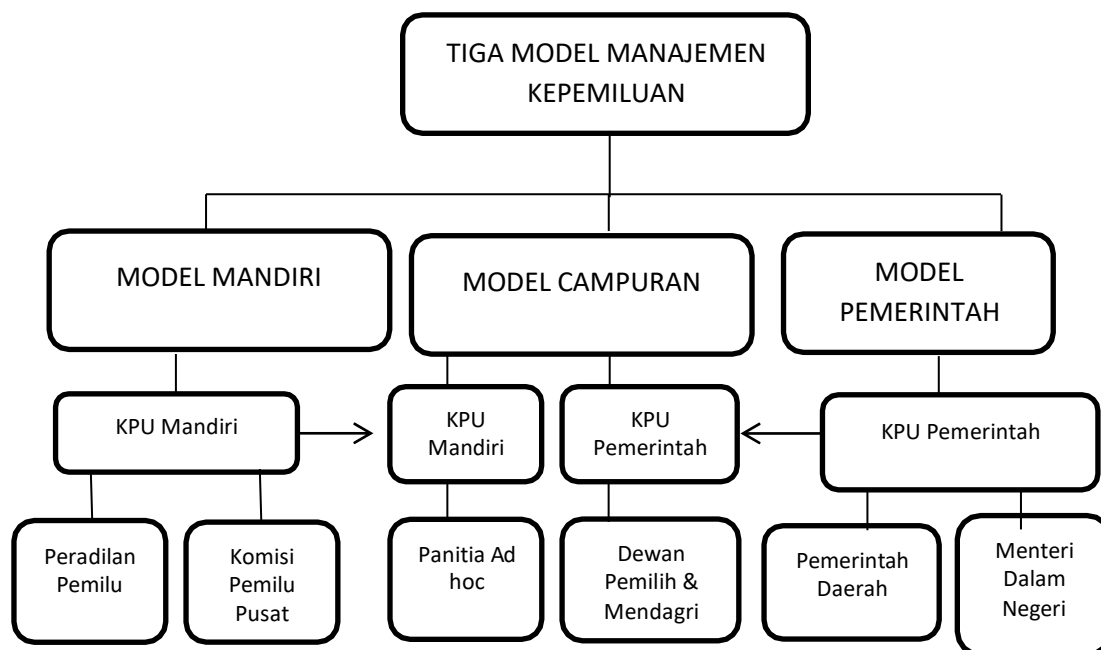 TIGA MODEL MANAJEMEN
KEPEMILUAN
MODEL MANDIRI
MODEL CAMPURAN
MODEL
PEMERINTAH
KPU Mandiri
KPU
Mandiri
KPU
Pemerintah
KPU Pemerintah
Peradilan
Pemilu
Komisi
Pemilu
Pusat
Panitia Ad
hoc
Dewan
Pemilih &
Mendagri
Pemerintah
Daerah
Menteri
Dalam
Negeri